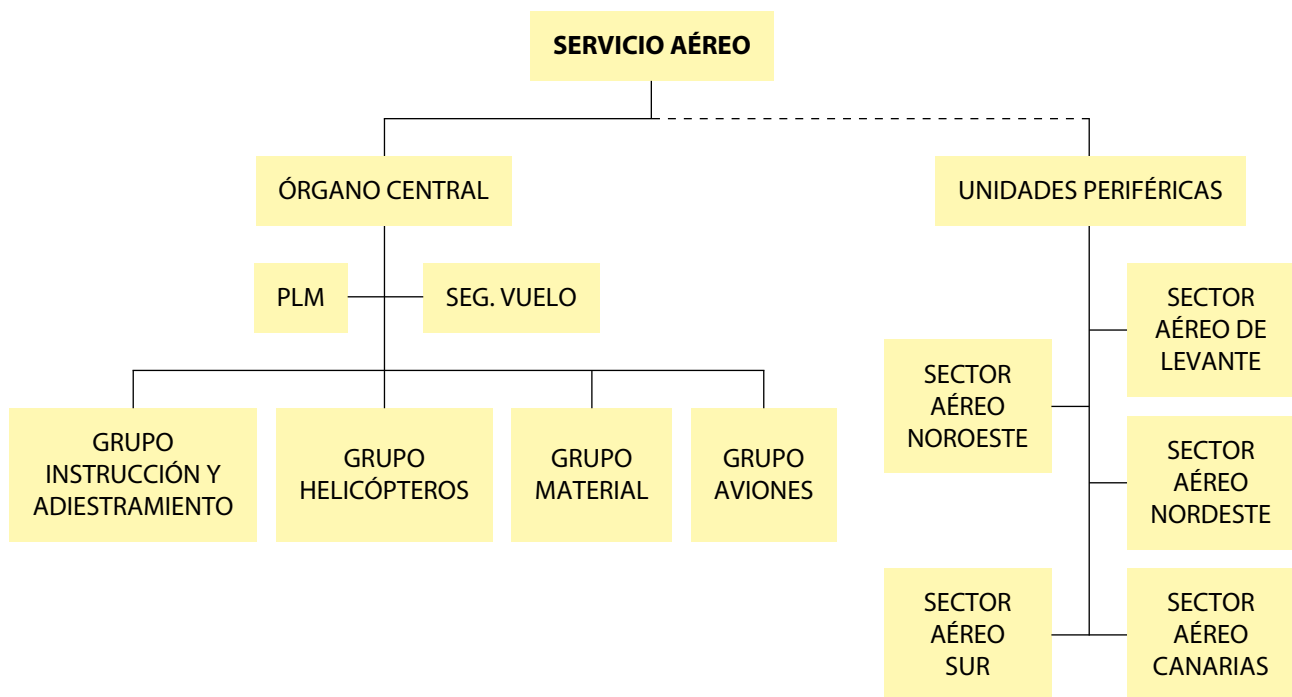 SERVICIO AÉREO
ÓRGANO CENTRAL
UNIDADES PERIFÉRICAS
PLM
SEG. VUELO
GRUPO
INSTRUCCIÓN Y
ADIESTRAMIENTO
GRUPO
HELICÓPTEROS
GRUPO
MATERIAL
GRUPO
AVIONES
SECTOR
AÉREO DE
LEVANTE
SECTOR
AÉREO
NOROESTE
SECTOR
AÉREO
NORDESTE
SECTOR
AÉREO
SUR
SECTOR
AÉREO
CANARIAS